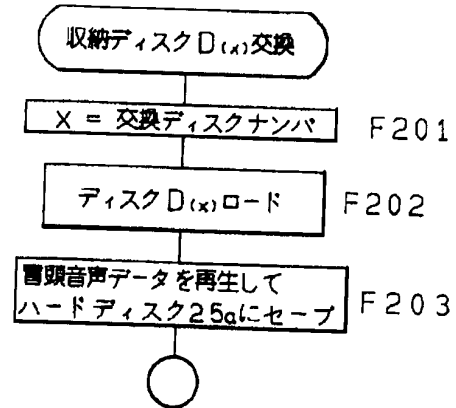 収納ディスクD(x)交換
X = 交換ディスクナンバ
F201
ディスクD(x)ロード
F202
冒頭音声データを再生して
ハードディスク25aにセーブ
F203